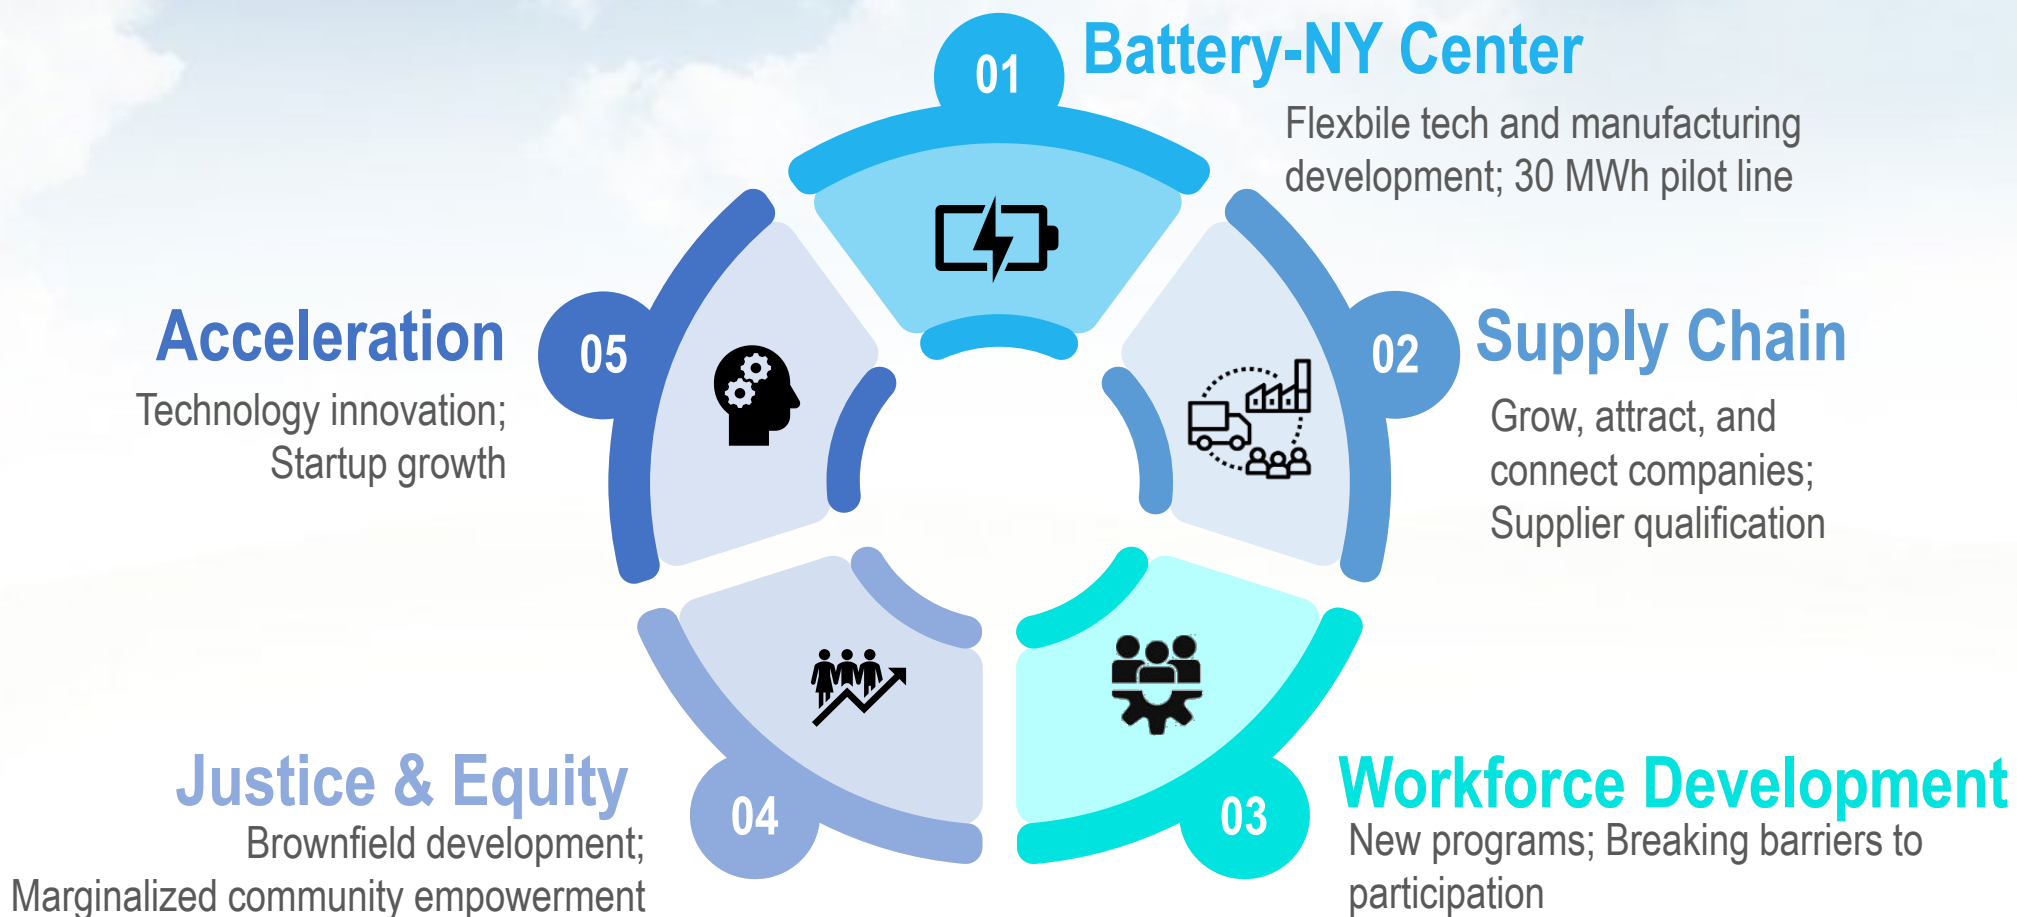 01
Battery-NY Center
Flexbile tech and manufacturing
development; 30 MWh pilot line
02
Supply Chain
Grow, attract, and
connect companies;
Supplier qualification
03
Workforce Development
New programs; Breaking barriers to
participation
04
Justice & Equity
Brownfield development;
Marginalized community empowerment
05
Acceleration
Technology innovation;
Startup growth